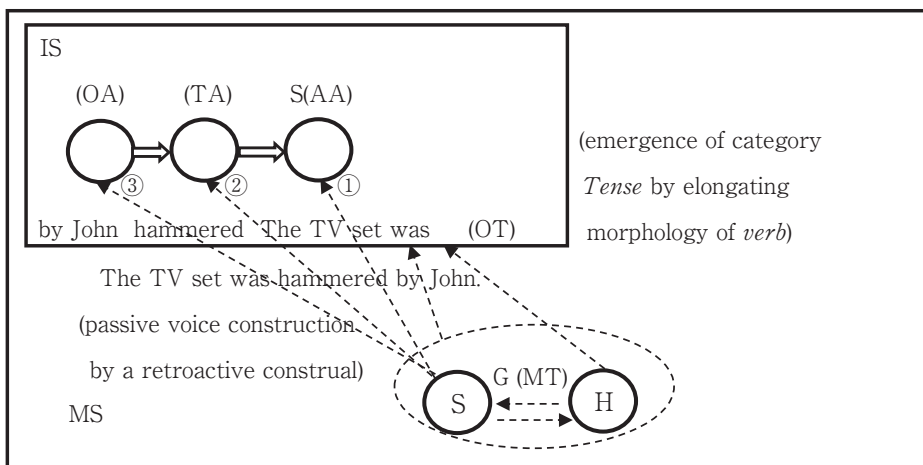 IS
(OA) (TA) S(AA)
③ ② ①
(emergence of category
Tense by elongating
morphology of verb)
by John hammered The TV set was (OT)
The TV set was hammered by John.
(passive voice construction
by a retroactive construal)
G (MT)
S H
MS